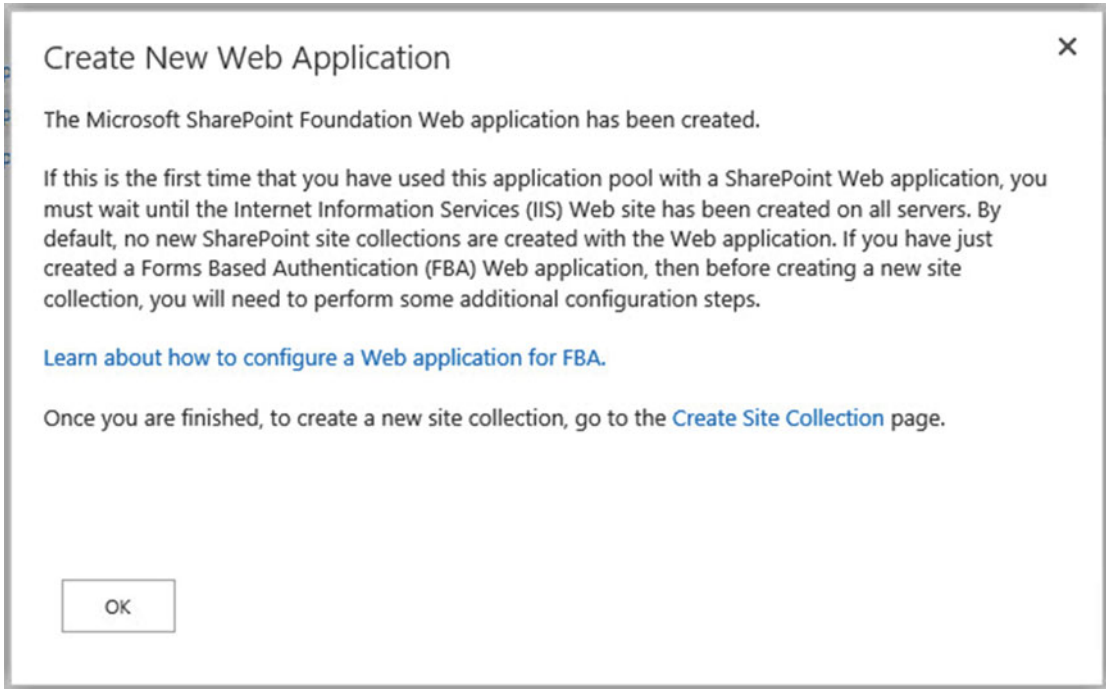 Create New Web Application
The Microsoft SharePoint Foundation Web application has been created.
If this is the first time that you have used this application pool with a SharePoint Web application, you
must wait until the Internet Information Services (IIS) Web site has been created on all servers. By
default, no new SharePoint site collections are created with the Web application. If you have just
created a Forms Based Authentication (FBA) Web application, then before creating a new site
collection, you will need to perform some additional configuration steps.
Learn about how to configure a Web application for FBA.
Once you are finished, to create a new site collection, go to the Create Site Collection page.
OK